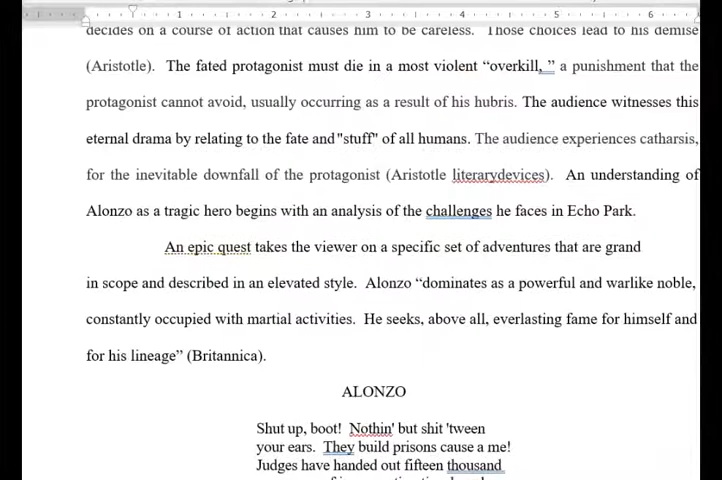 1 2 3 4 5 6
decides on a course of action that causes him to be careless. Those choices lead to his demise
(Aristotle). The fated protagonist must die in a most violent “overkill, ” a punishment that the
protagonist cannot avoid, usually occurring as a result of his hubris. The audience witnesses this
eternal drama by relating to the fate and "stuff" of all humans. The audience experiences catharsis,
for the inevitable downfall of the protagonist (Aristotle literarydevices). An understanding of
Alonzo as a tragic hero begins with an analysis of the challenges he faces in Echo Park.
An epic quest takes the viewer on a specific set of adventures that are grand
in scope and described in an elevated style. Alonzo “dominates as a powerful and warlike noble,
constantly occupied with martial activities. He seeks, above all, everlasting fame for himself and
for his lineage” (Britannica).
ALONZO
Shut up, boot! Nothin' but shit 'tween
your ears. They build prisons cause a me!
Judges have handed out fifteen thousand